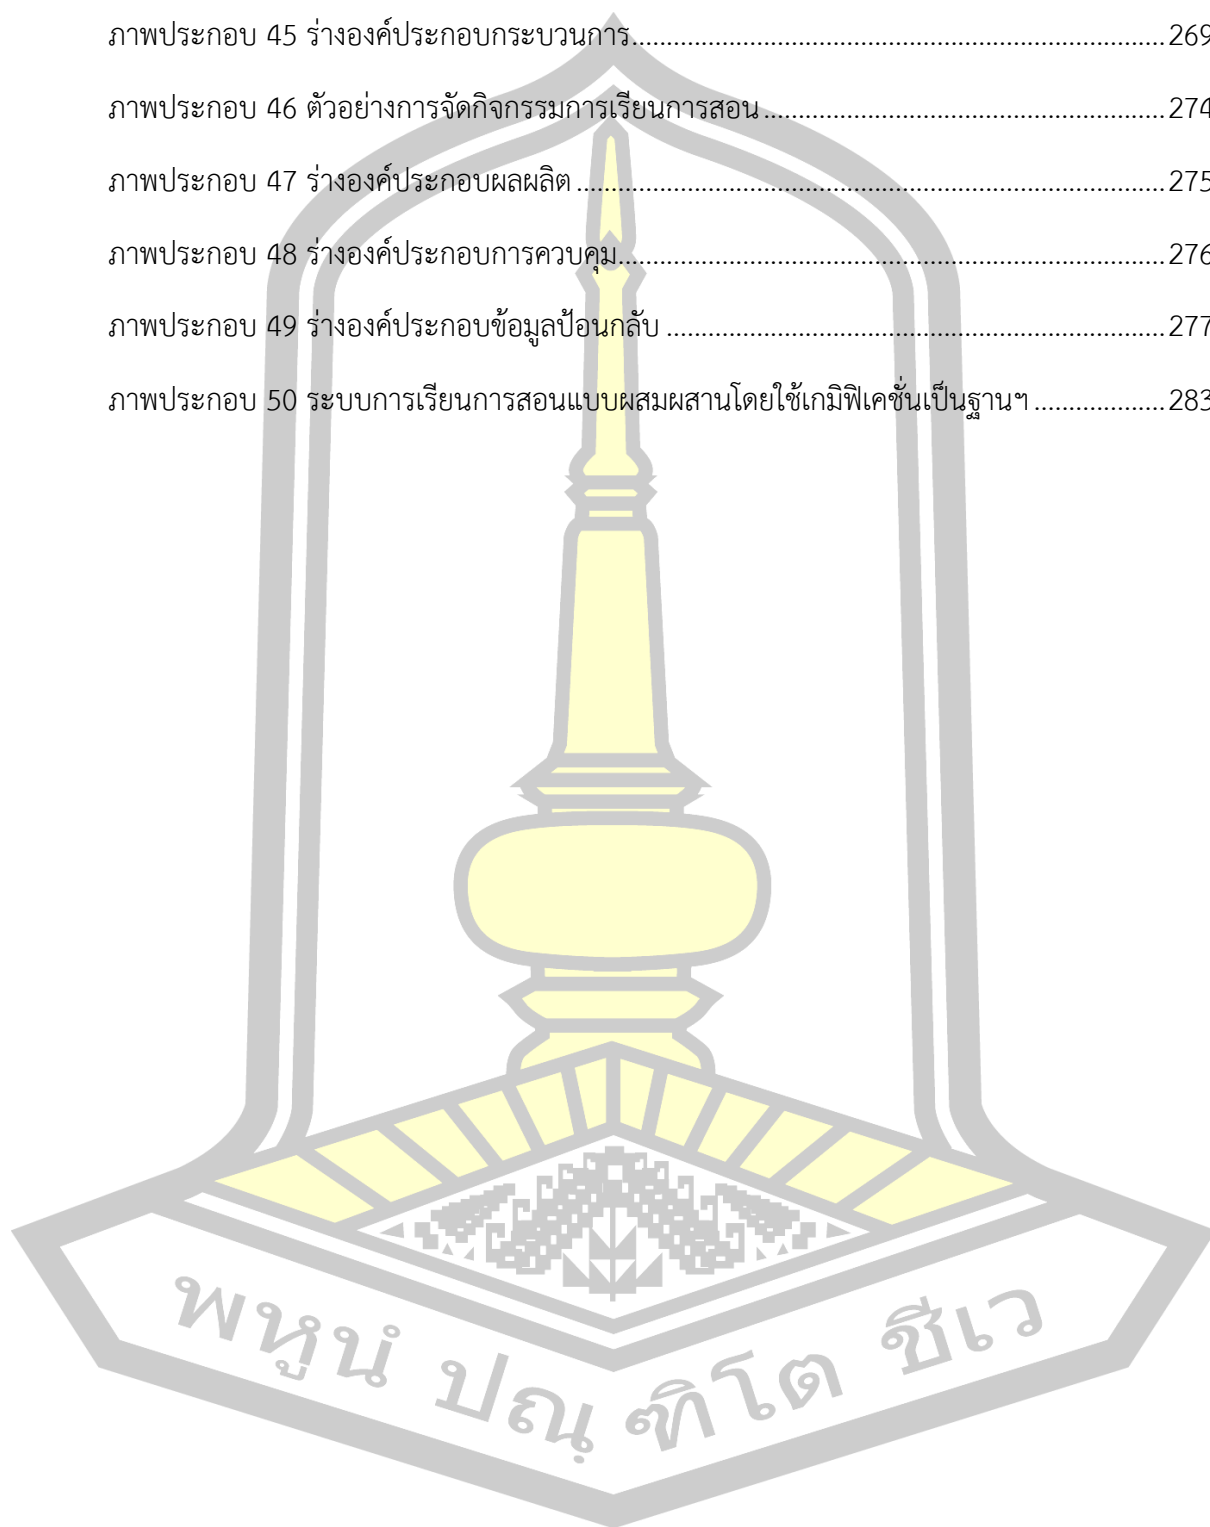 ภาพประกอบ 45 ร่างองค์ประกอบกระบวนการ................................................................................269
ภาพประกอบ 46 ตัวอย่างการจัดกิจกรรมการเรียนการสอน............................................................274
ภาพประกอบ 47 ร่างองค์ประกอบผลผลิต........................................................................................275
ภาพประกอบ 48 ร่างองค์ประกอบการควบคุม..................................................................................276
ภาพประกอบ 49 ร่างองค์ประกอบข้อมูลป้อนกลับ...........................................................................277
ภาพประกอบ 50 ระบบการเรียนการสอนแบบผสมผสานโดยใช้เกมิฟิเคชั่นเป็นฐานฯ....................283
พหูนํ ปณฺฑิโต ชีเว